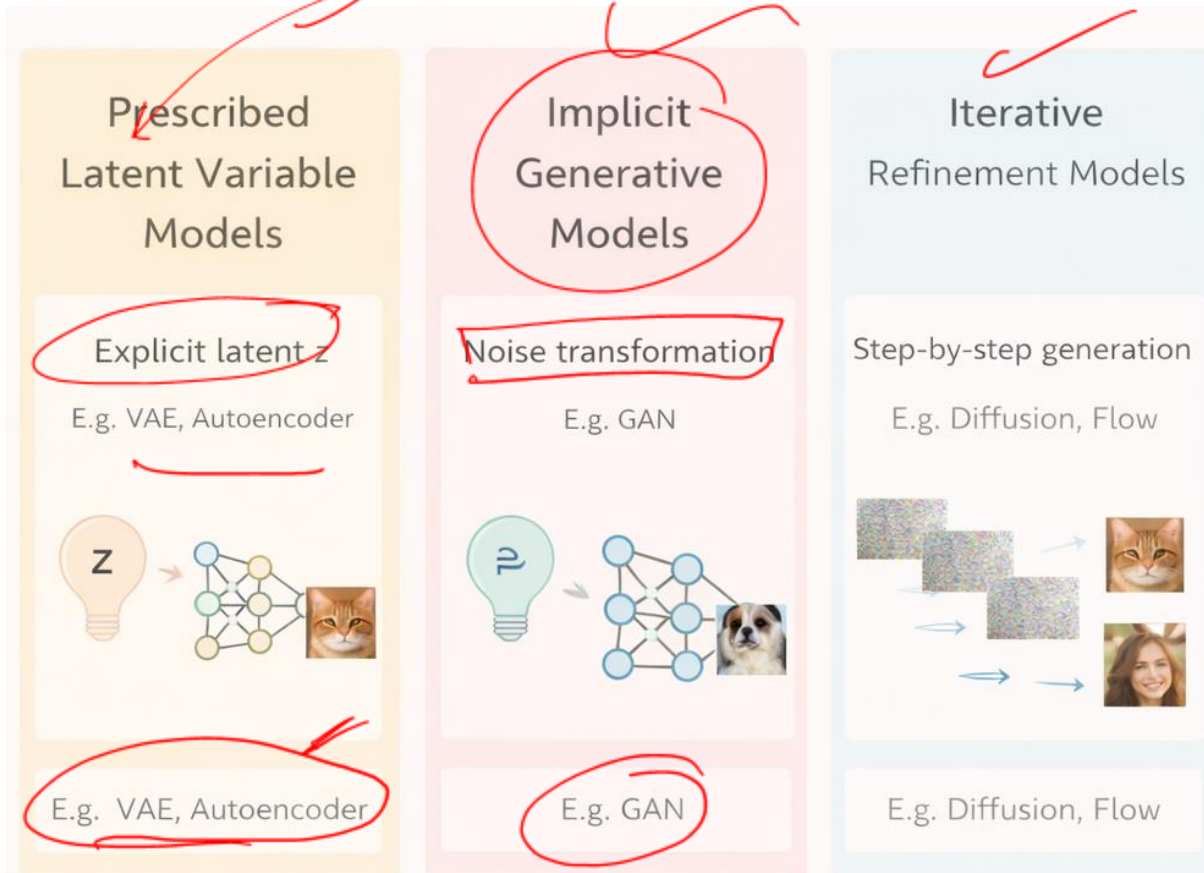 Prescribed
Latent Variable
Models
Explicit latent z
E.g. VAE, Autoencoder
z
E.g. VAE, Autoencoder
Implicit
Generative
Models
Noise transformation
E.g. GAN
E.g. GAN
Iterative
Refinement Models
Step-by-step generation
E.g. Diffusion, Flow
E.g. Diffusion, Flow